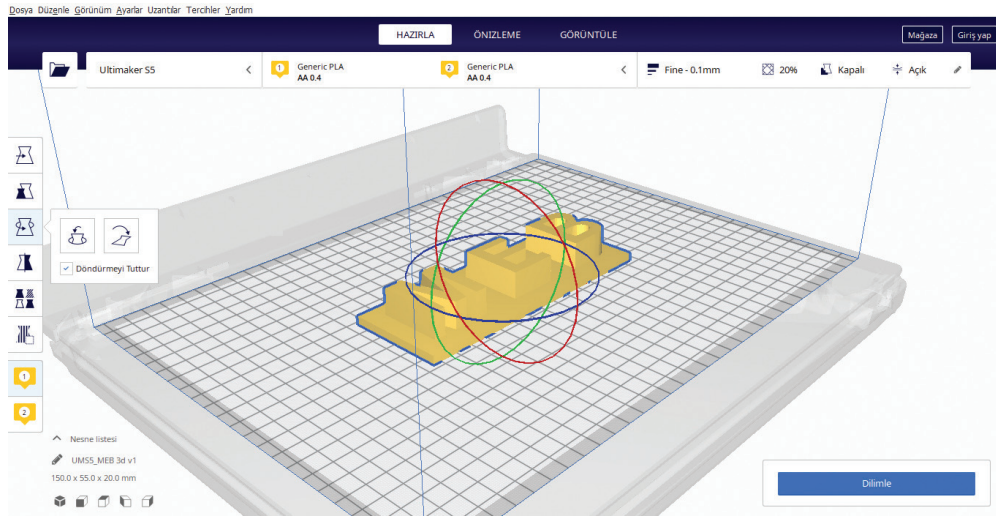 Dosya Düzenle Görünüm Ayarlar Uzantılar Tercihler Yardım
HAZIRLA ÖNİZLEME GÖRÜNTÜLE Mağaza Giriş yap
Ultimaker S5
1 Generic PLA
AA 0.4
2 Generic PLA
AA 0.4
Fine - 0.1mm 20% Kapalı Açık
Döndürmeyi Tuttur
1
2
Nesne listesi
UMS5_MEB 3d v1
150.0 x 55.0 x 20.0 mm
Dilimle